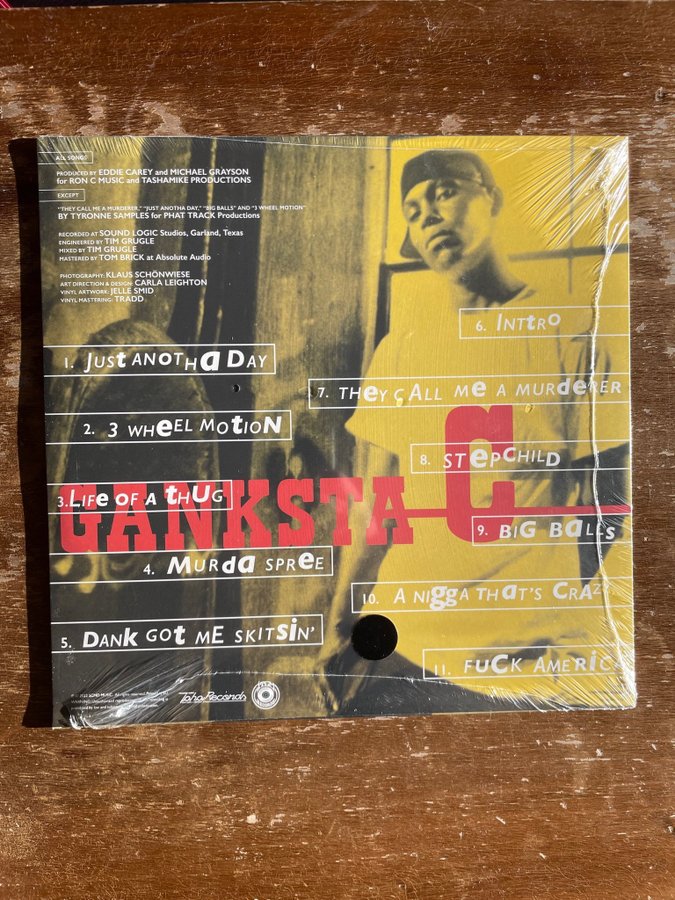 ALL SONGS
PRODUCED BY EDDIE CAREY and MICHAEL GRAYSON
for RON C MUSIC and TASHAMIKE PRODUCTIONS
EXCEPT
"THEY CALL ME A MURDERER," "JUST ANOTHA DAY," "BIG BALLS" AND "3 WHEEL MOTION"
BY TYRONNE SAMPLES for PHAT TRACK Productions
RECORDED AT SOUND LOGIC Studios, Garland, Texas
ENGINEERED BY TIM GRUGLE
MIXED BY TIM GRUGLE
MASTERED BY TOM BRICK at Absolute Audio
PHOTOGRAPHY: KLAUS SCHÖNWIESE
ART DIRECTION & DESIGN: CARLA LEIGHTON
VINYL ARTWORK: JELLE SMID
VINYL MASTERING: TRADD
1. JUSt ANOtHa DAY
2. 3 WHeEL MOtiON
3. LiFe OF A tHUG
4. MURda SPREe
5. DaNk GOt ME SKITSiN'
6. INtrO
7. THeY CALL Me A MURdeRER
8. STePCHiLD
9. BIG BaLLS
10. A NiggA THaT'S CRAZ
11. FUCK AMERiC
GANKSTA C
Toho Records